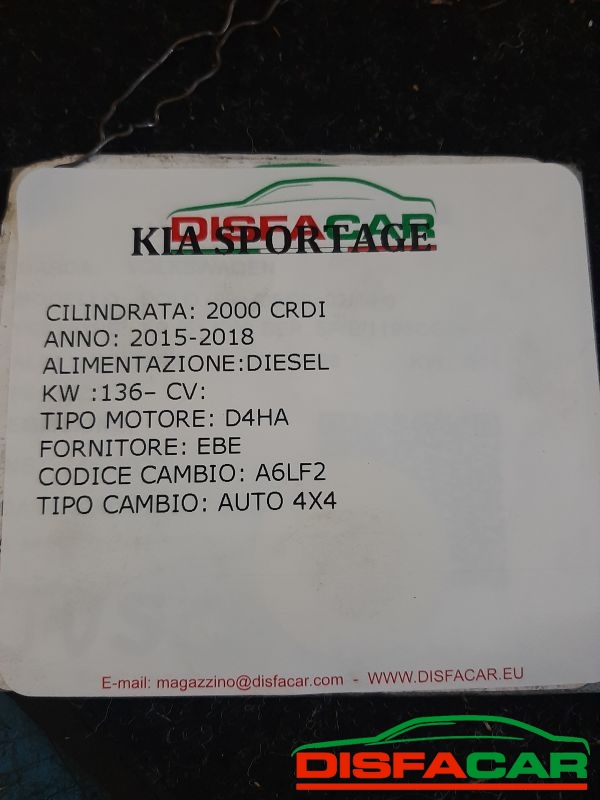 DISFACAR
KIA SPORTAGE
CILINDRATA: 2000 CRDI
ANNO: 2015-2018
ALIMENTAZIONE:DIESEL
KW :136– CV:
TIPO MOTORE: D4HA
FORNITORE: EBE
CODICE CAMBIO: A6LF2
TIPO CAMBIO: AUTO 4X4
E-mail: magazzino@disfacar.com - WWW.DISFACAR.EU
DISFACAR